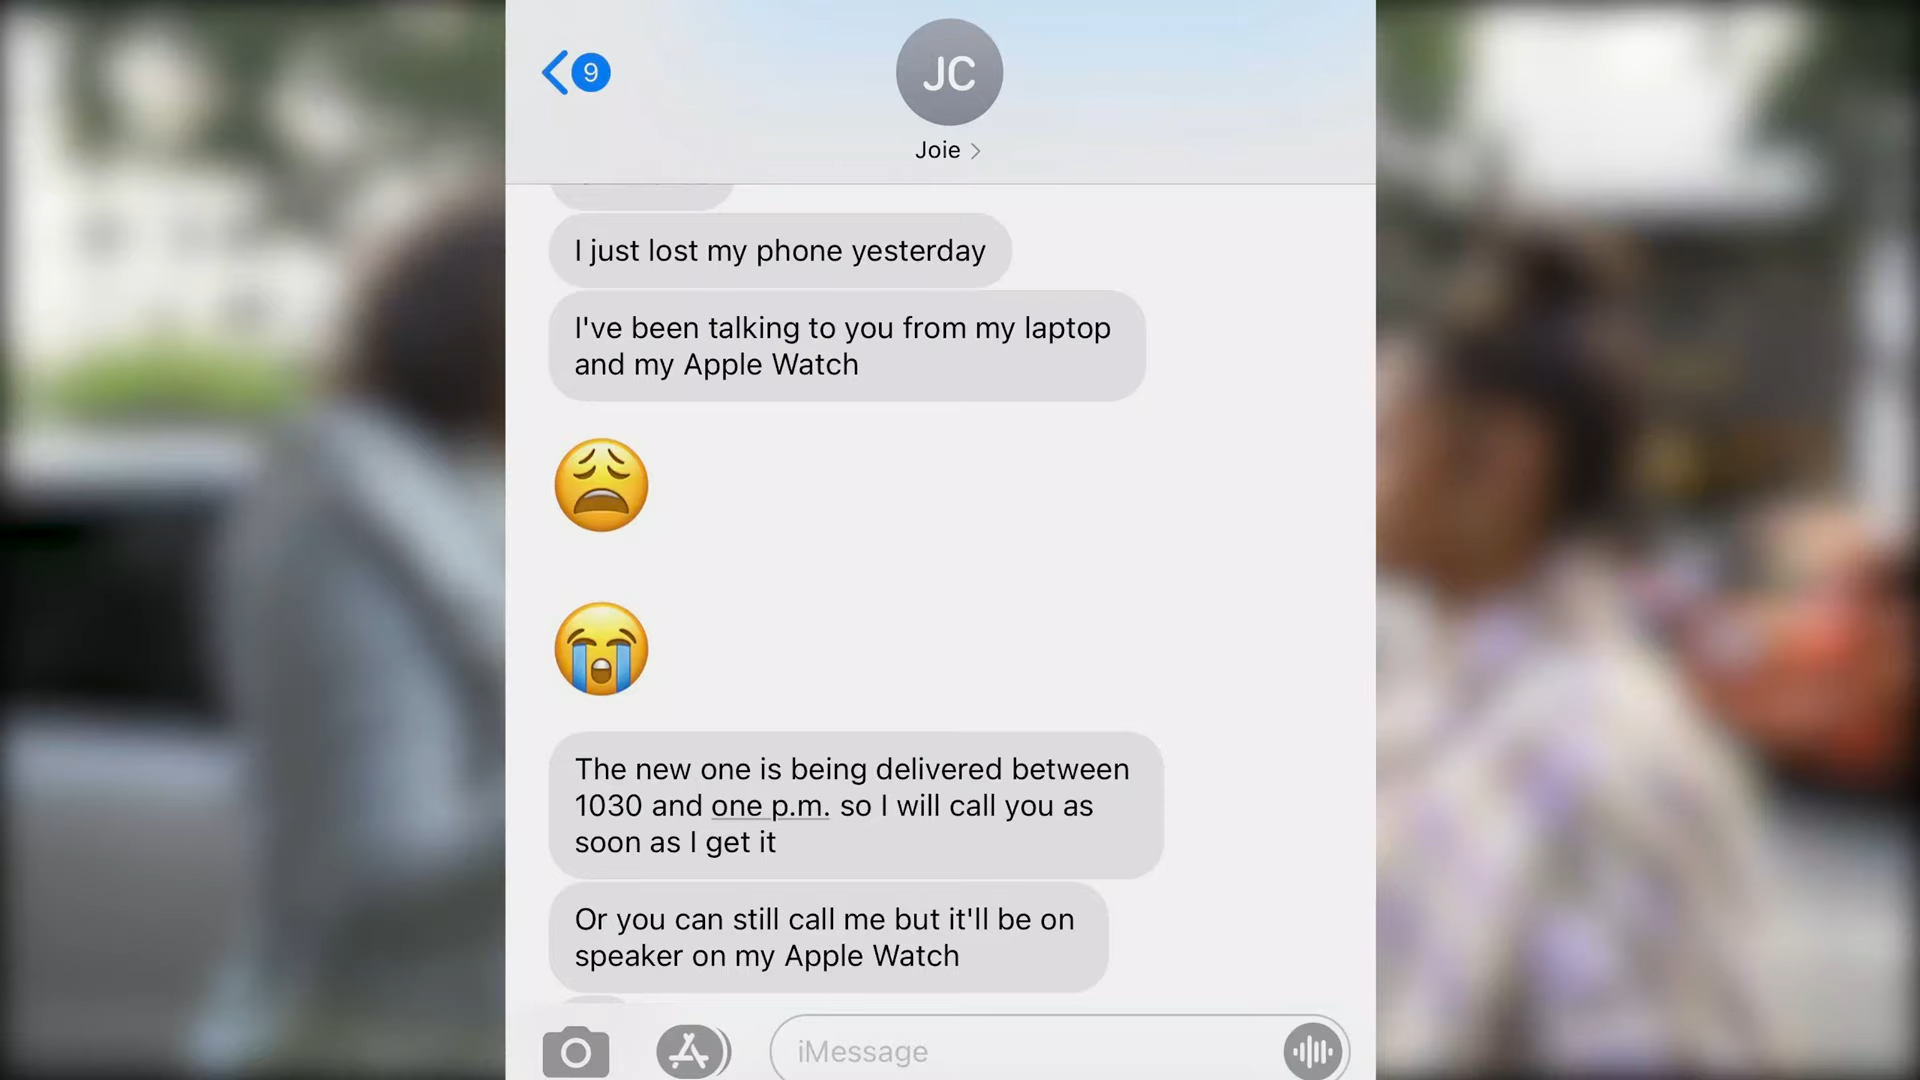 9
JC
Joie
I just lost my phone yesterday
I've been talking to you from my laptop
and my Apple Watch
The new one is being delivered between
1030 and one p.m. so I will call you as
soon as I get it
Or you can still call me but it'll be on
speaker on my Apple Watch
iMessage